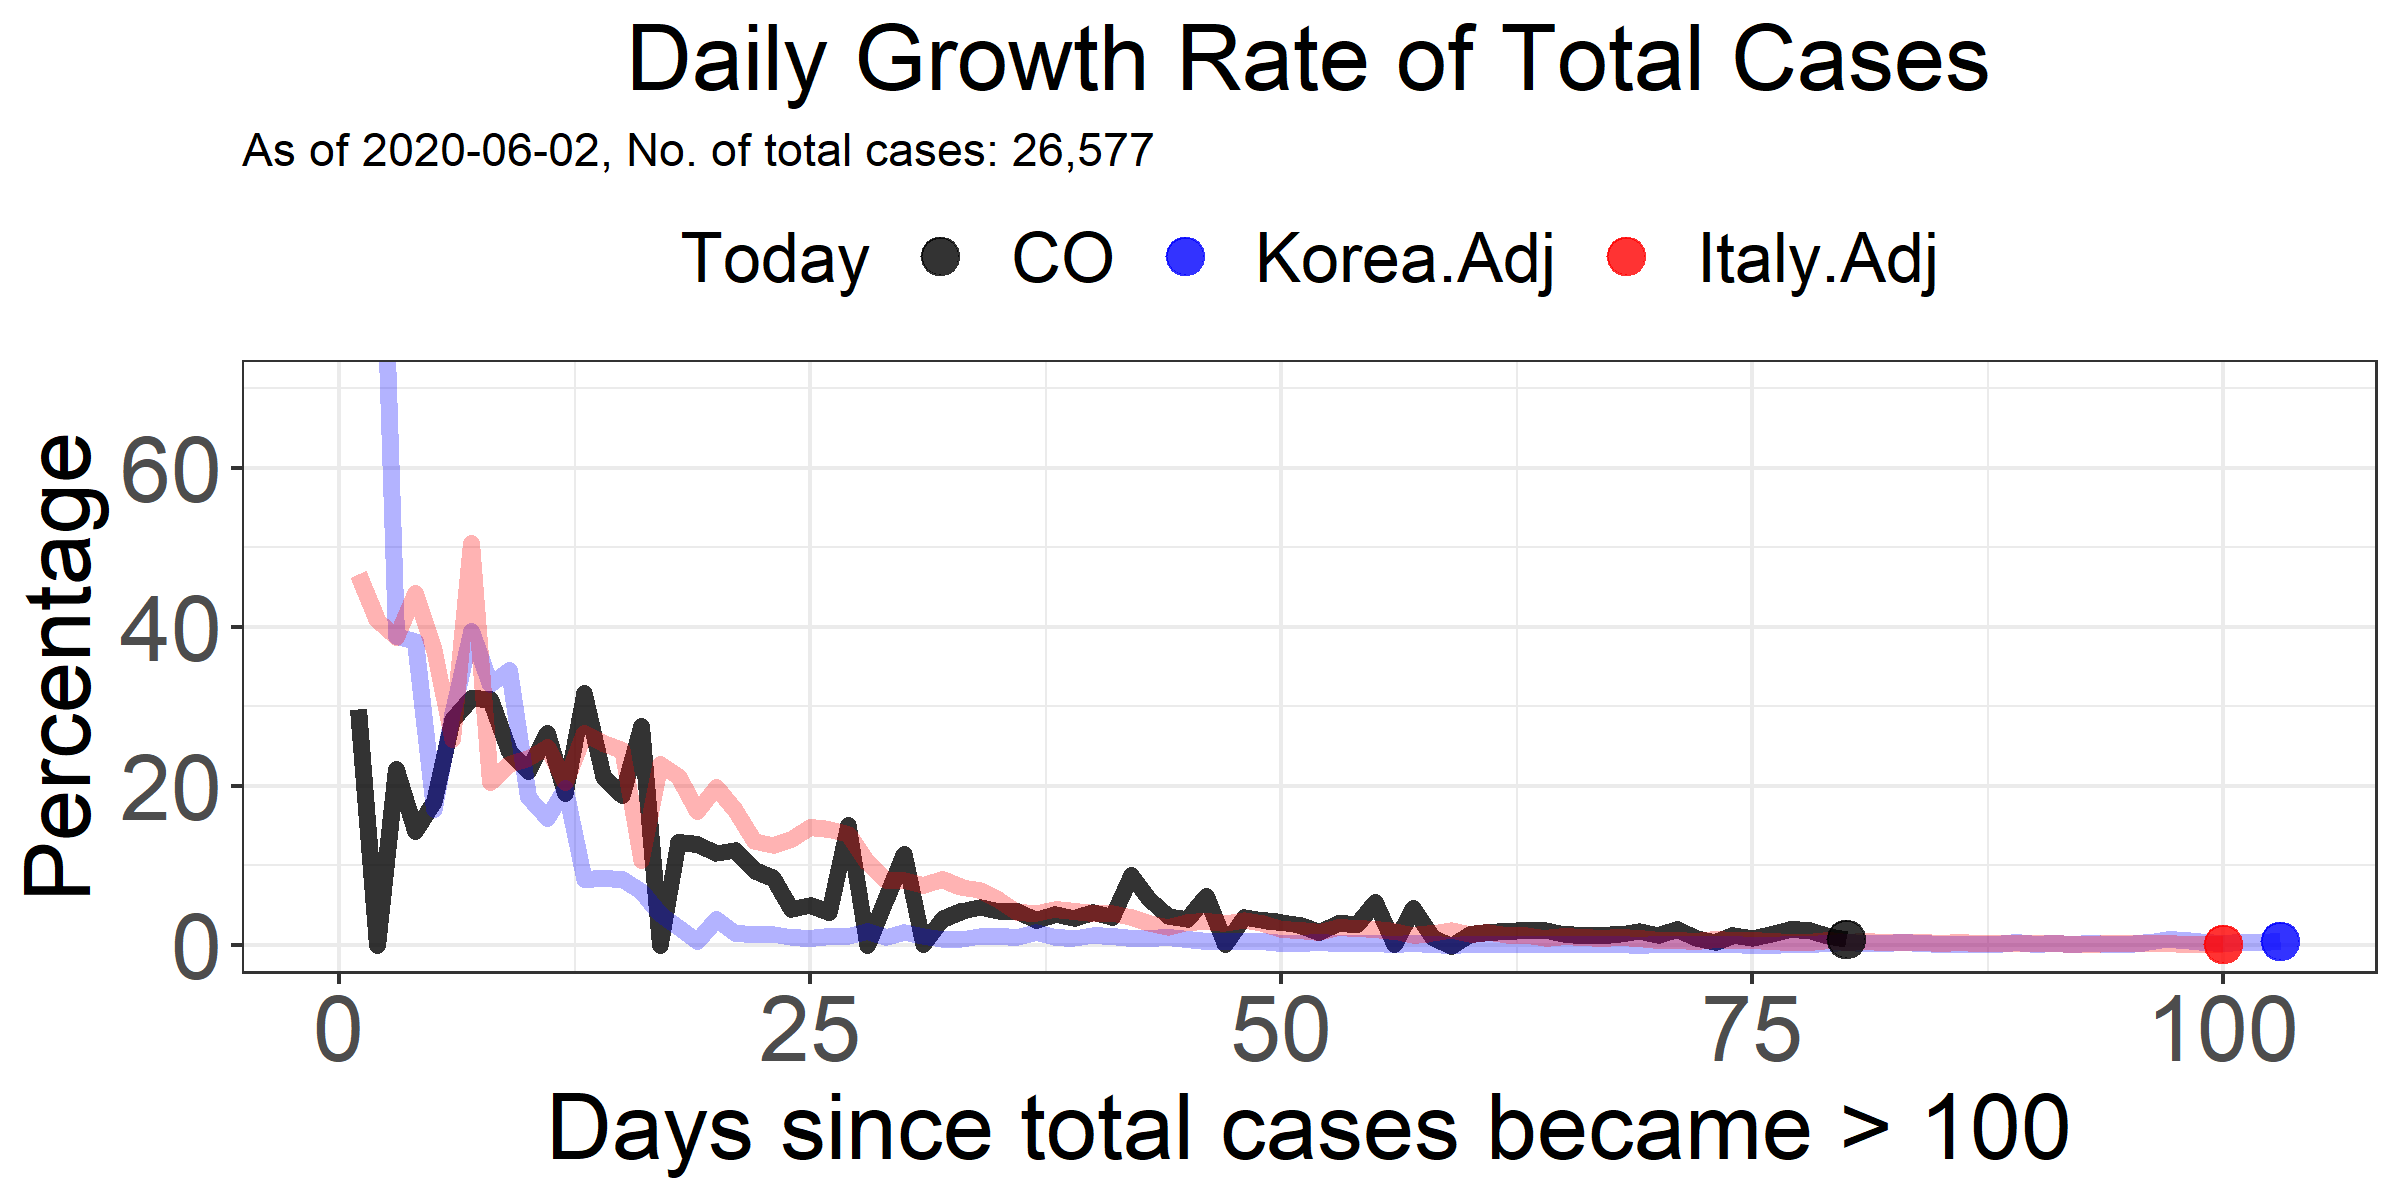 Daily Growth Rate of Total Cases
As of 2020-06-02, No. of total cases: 26,577
Today CO Korea.Adj Italy.Adj
Percentage
60
40
20
0
0 25 50 75 100
Days since total cases became > 100